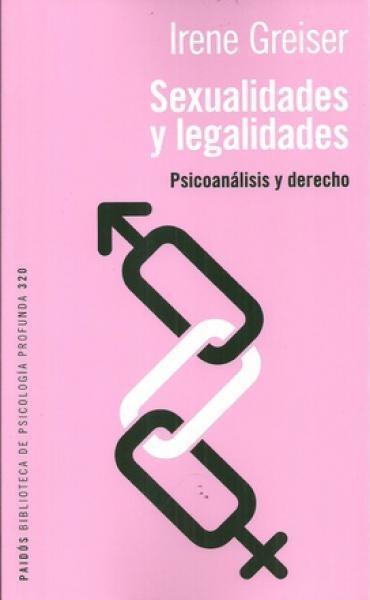 Irene Greiser
Sexualidades
y legalidades
Psicoanálisis y derecho
PAIDÓS BIBLIOTECA DE PSICOLOGÍA PROFUNDA 320